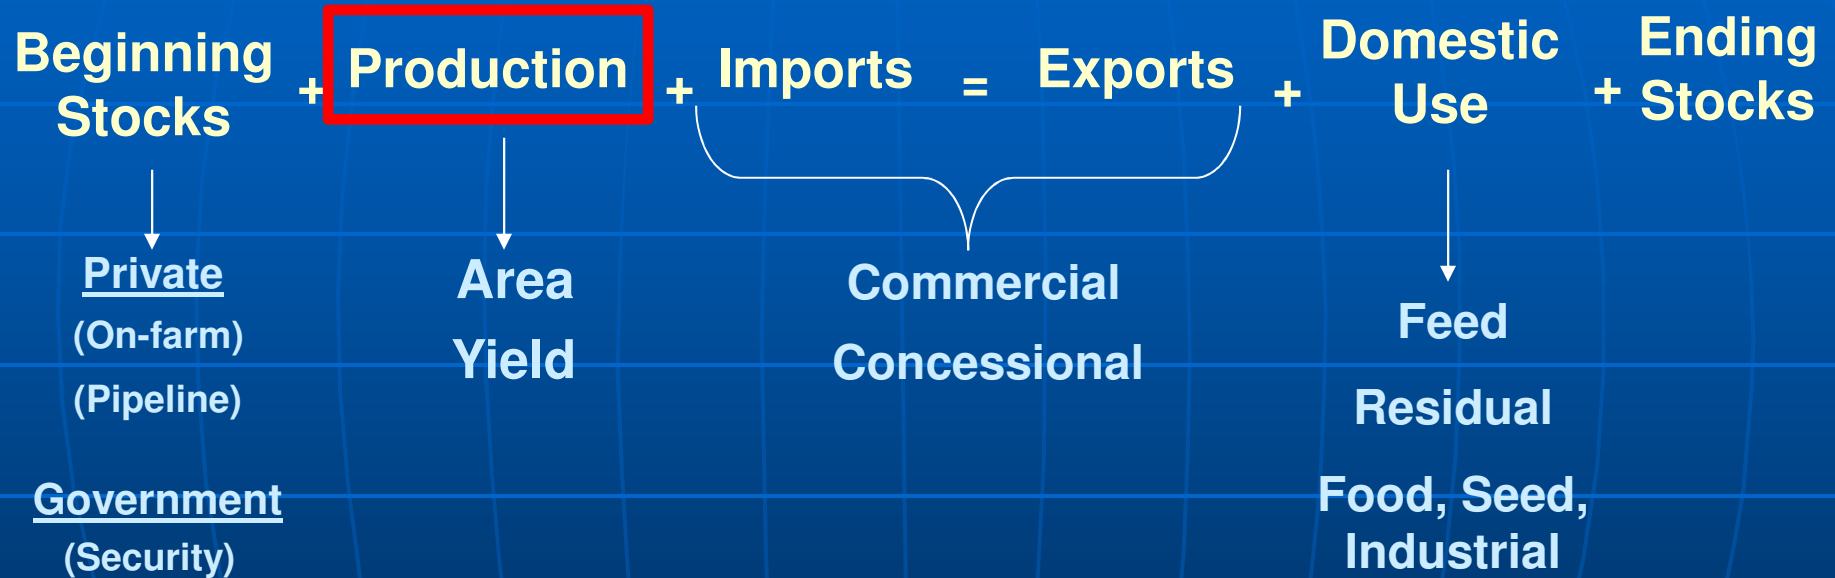 Beginning Stocks + Production + Imports = Exports + Domestic Use + Ending Stocks
Private
(On-farm)
(Pipeline)
Government
(Security)
Area
Yield
Commercial
Concessional
Feed
Residual
Food, Seed,
Industrial